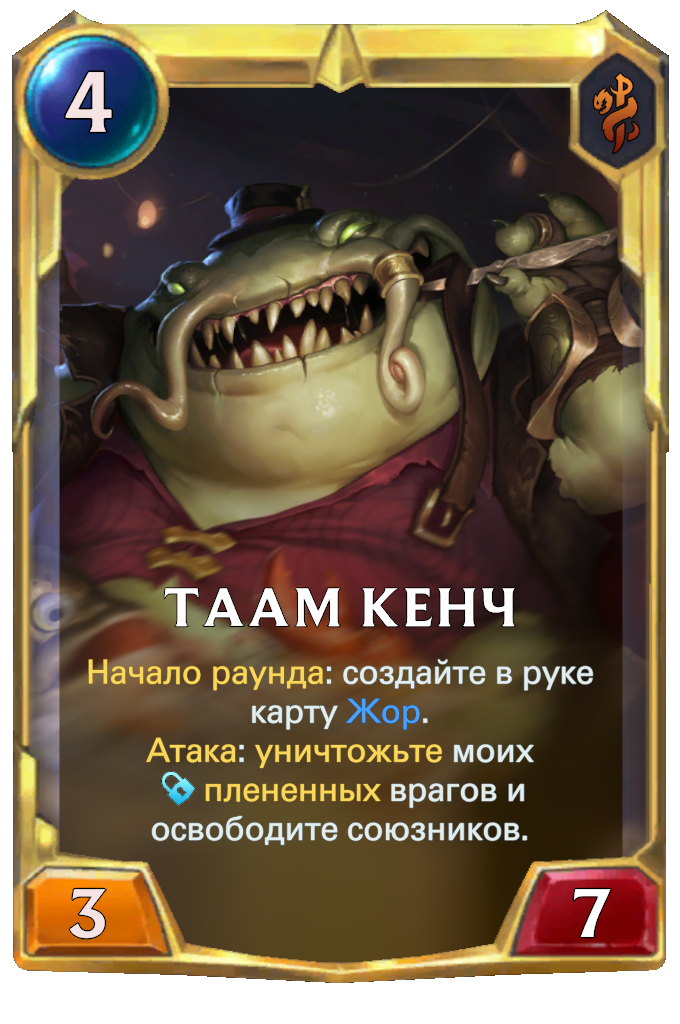 4
ТААМ КЕНЧ
Начало раунда: создайте в руке
карту Жор.
Атака: уничтожьте моих
плененных врагов и
освободите союзников.
3
7